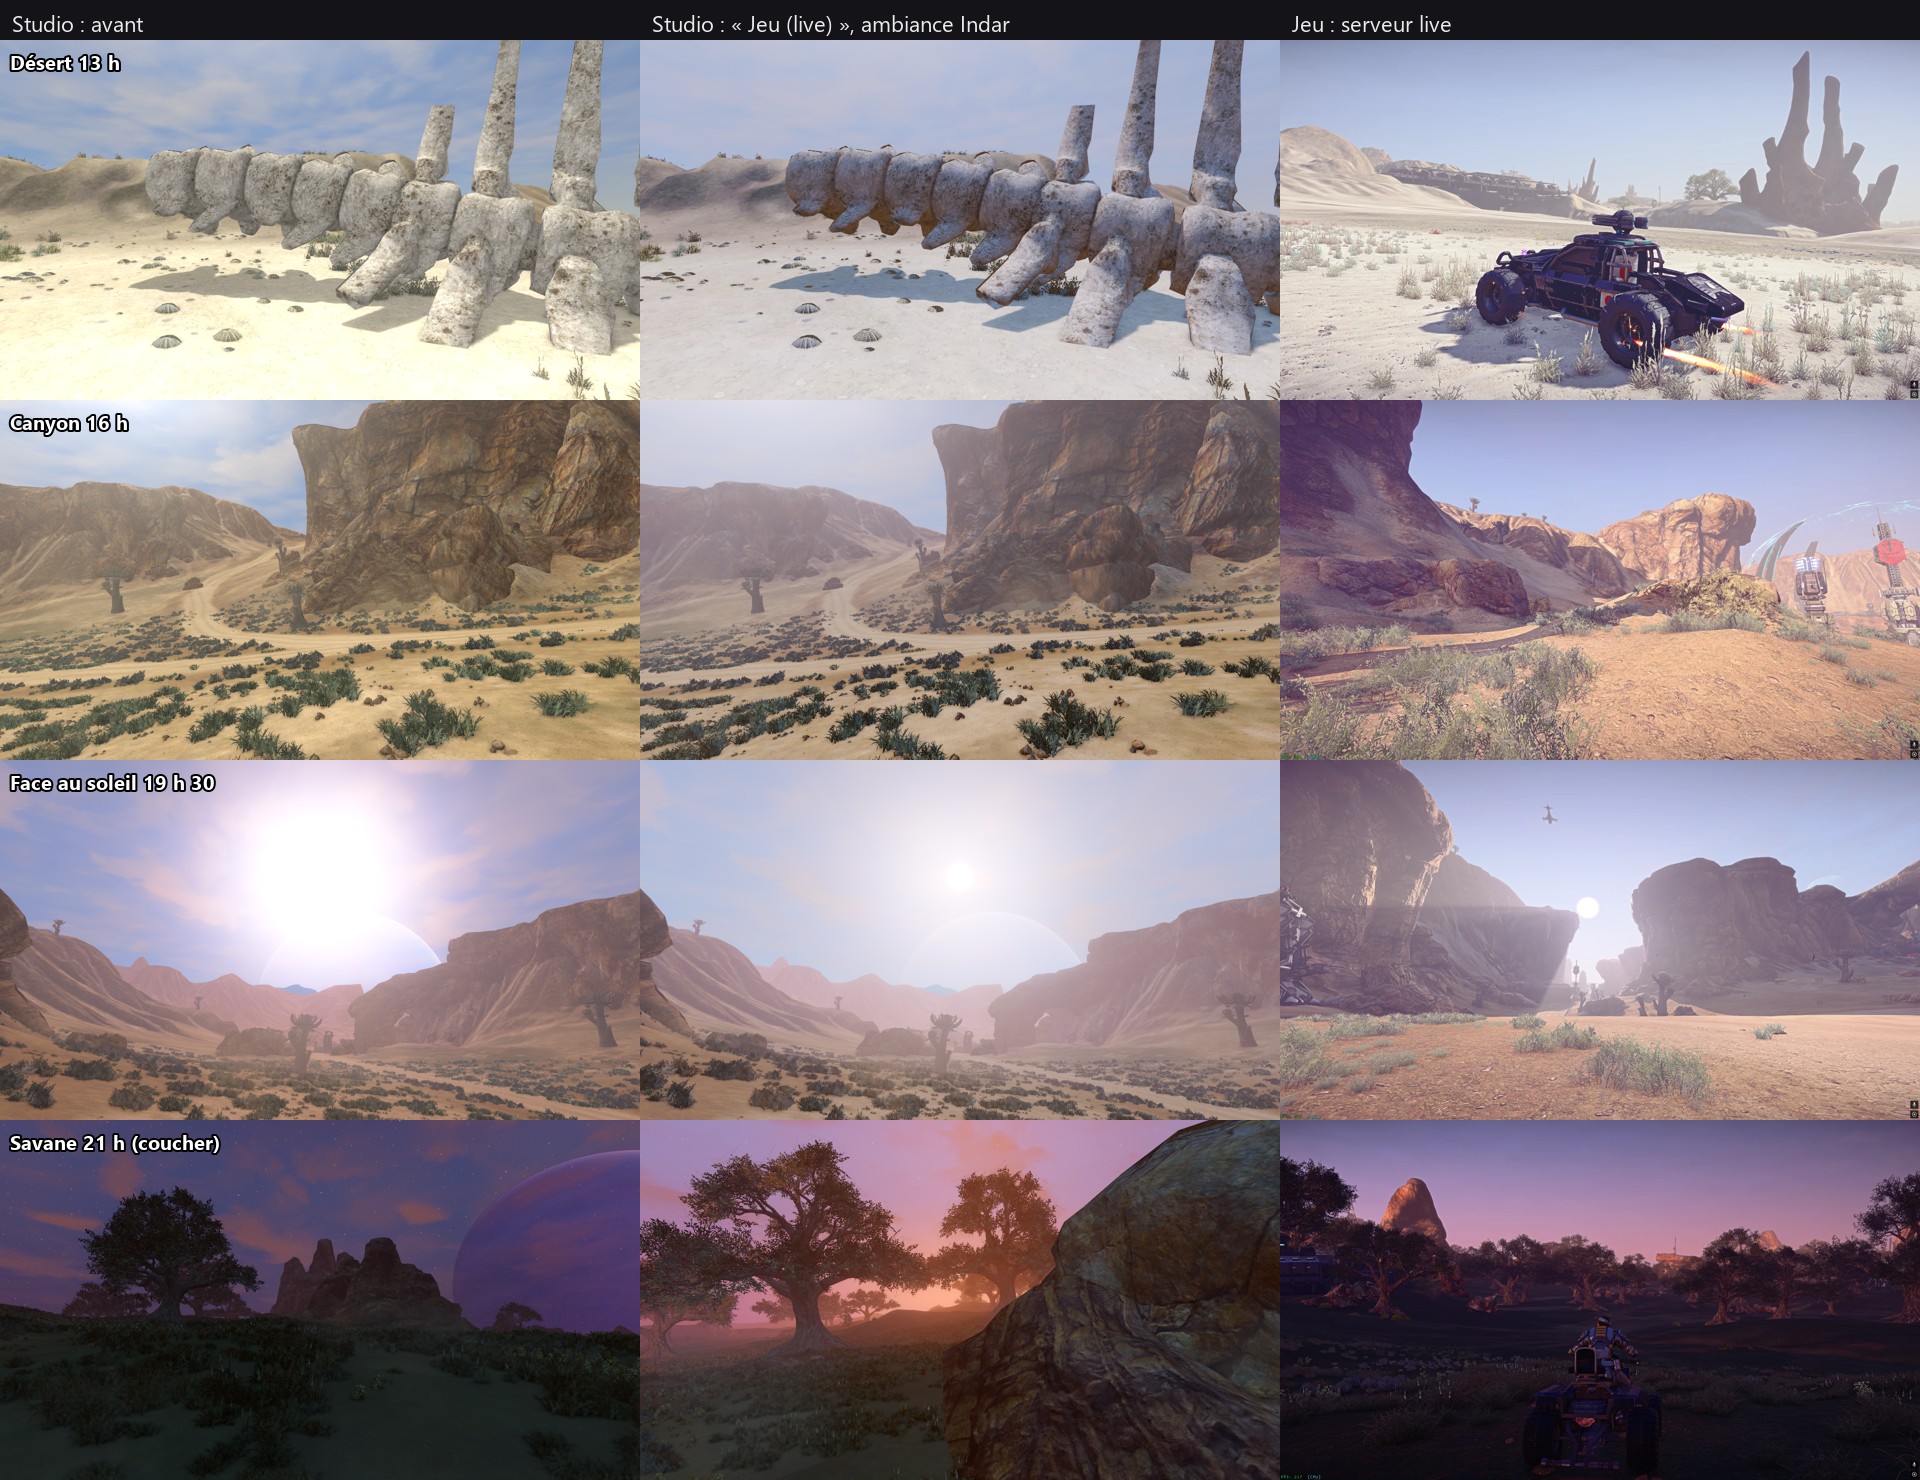 Studio : avant
Studio : « Jeu (live) », ambiance Indar
Jeu : serveur live
Désert 13 h
Canyon 16 h
Face au soleil 19 h 30
Savane 21 h (coucher)